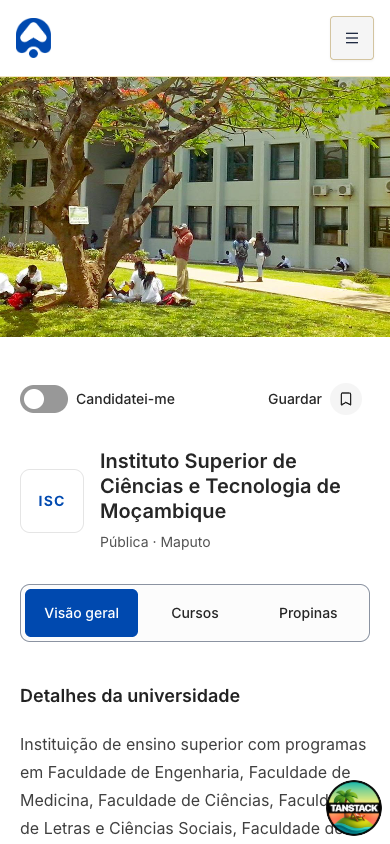 Candidatei-me
Guardar
ISC
Instituto Superior de
Ciências e Tecnologia de
Moçambique
Pública · Maputo
Visão geral
Cursos
Propinas
Detalhes da universidade
Instituição de ensino superior com programas
em Faculdade de Engenharia, Faculdade de
Medicina, Faculdade de Ciências,
de Letras e Ciências Sociais, Faculdade
TANSTACK